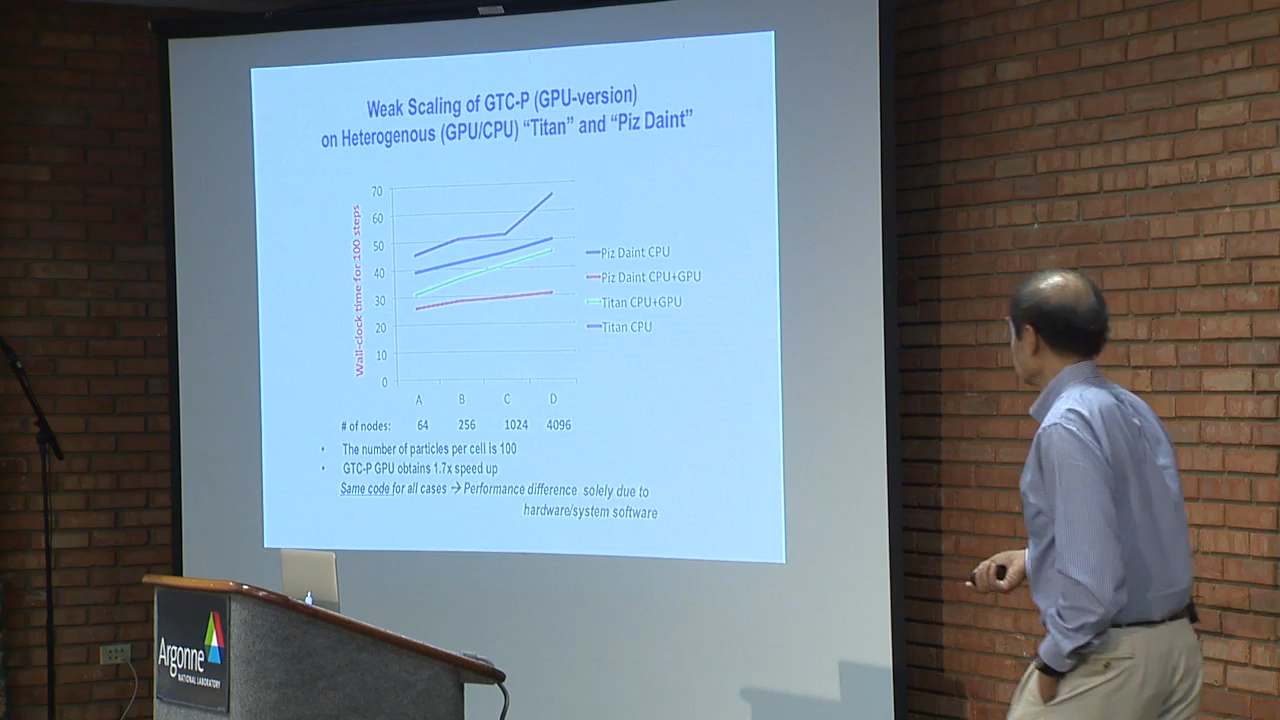 Weak Scaling of GTC-P (GPU-version)
on Heterogenous (GPU/CPU) “Titan” and “Piz Daint”
Wall-clock time for 100 steps
70
60
50
40
30
20
10
0
A B C D
Piz Daint CPU
Piz Daint CPU+GPU
Titan CPU+GPU
Titan CPU
# of nodes: 64 256 1024 4096
• The number of particles per cell is 100
• GTC-P GPU obtains 1.7x speed up
Same code for all cases → Performance difference solely due to
hardware/system software
Argonne
NATIONAL LABORATORY